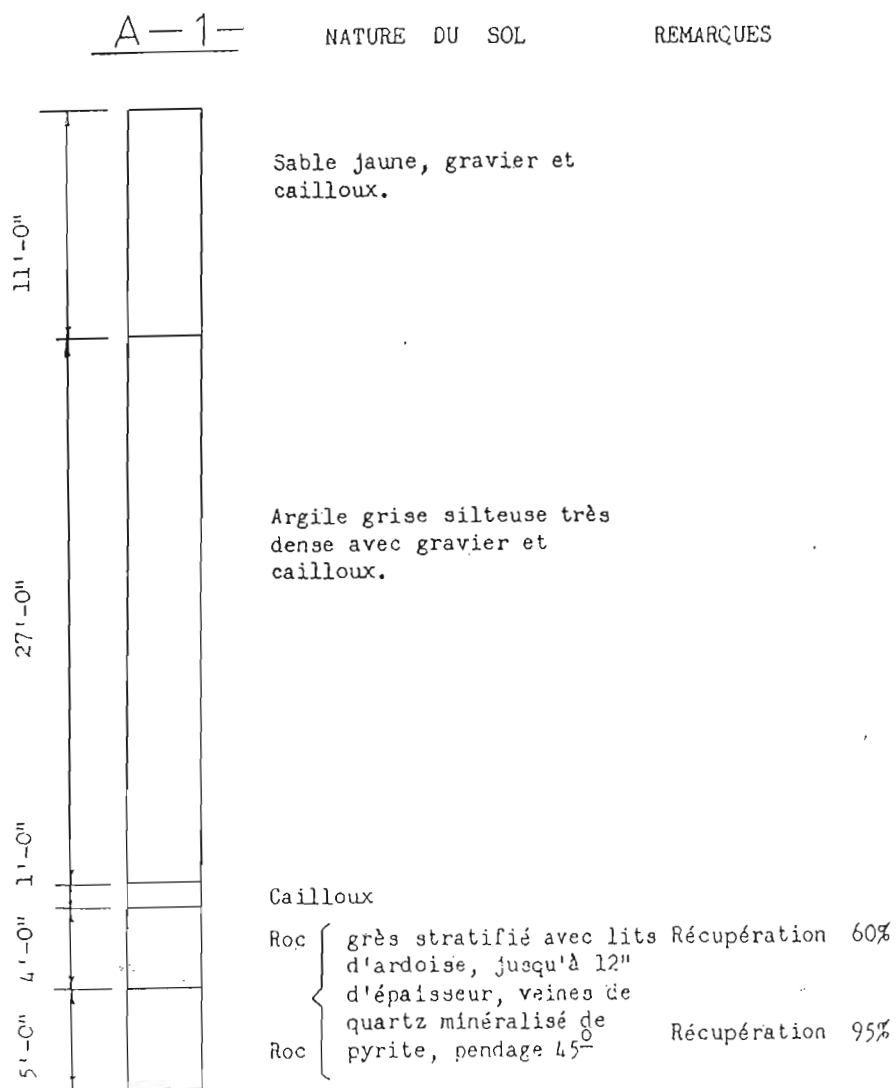 A-1-
NATURE DU SOL
REMARQUES
11'-0"
Sable jaune, gravier et
cailloux.
27'-0"
Argile grise silteuse très
dense avec gravier et
cailloux.
1'-0"
Cailloux
4'-0"
Roc
grès stratifié avec lits
d'ardoise, jusqu'à 12"
d'épaisseur, veines de
quartz minéralisé de
pyrite, pendage 45º
Récupération 60%
5'-0"
Roc
Récupération 95%